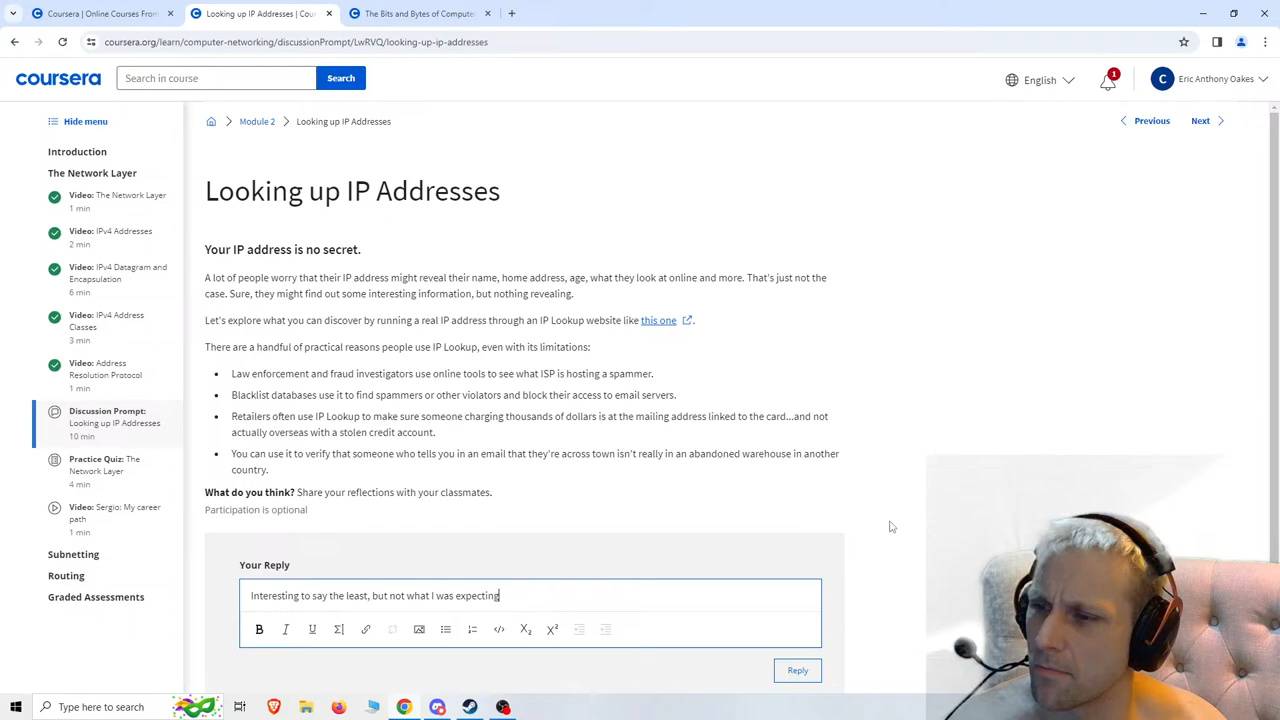 Coursera | Online Courses From
Looking up IP Addresses | Cou
The Bits and Bytes of Compute
coursera.org/learn/computer-networking/discussionPrompt/LwRVQ/looking-up-ip-addresses
coursera
Search in course
Search
English
1
C
Eric Anthony Oakes
Hide menu
Module 2
Looking up IP Addresses
Previous
Next
Introduction
The Network Layer
Video: The Network Layer
1 min
Video: IPv4 Addresses
2 min
Video: IPv4 Datagram and
Encapsulation
6 min
Video: IPv4 Address
Classes
3 min
Video: Address
Resolution Protocol
1 min
Discussion Prompt:
Looking up IP Addresses
10 min
Practice Quiz: The
Network Layer
4 min
Video: Sergio: My career
path
1 min
Subnetting
Routing
Graded Assessments
Looking up IP Addresses
Your IP address is no secret.
A lot of people worry that their IP address might reveal their name, home address, age, what they look at online and more. That's just not the
case. Sure, they might find out some interesting information, but nothing revealing.
Let's explore what you can discover by running a real IP address through an IP Lookup website like this one.
There are a handful of practical reasons people use IP Lookup, even with its limitations:
• Law enforcement and fraud investigators use online tools to see what ISP is hosting a spammer.
• Blacklist databases use it to find spammers or other violators and block their access to email servers.
• Retailers often use IP Lookup to make sure someone charging thousands of dollars is at the mailing address linked to the card...and not
actually overseas with a stolen credit account.
• You can use it to verify that someone who tells you in an email that they're across town isn't really in an abandoned warehouse in another
country.
What do you think? Share your reflections with your classmates.
Participation is optional
Your Reply
Interesting to say the least, but not what I was expecting
B I U
Reply
Type here to search